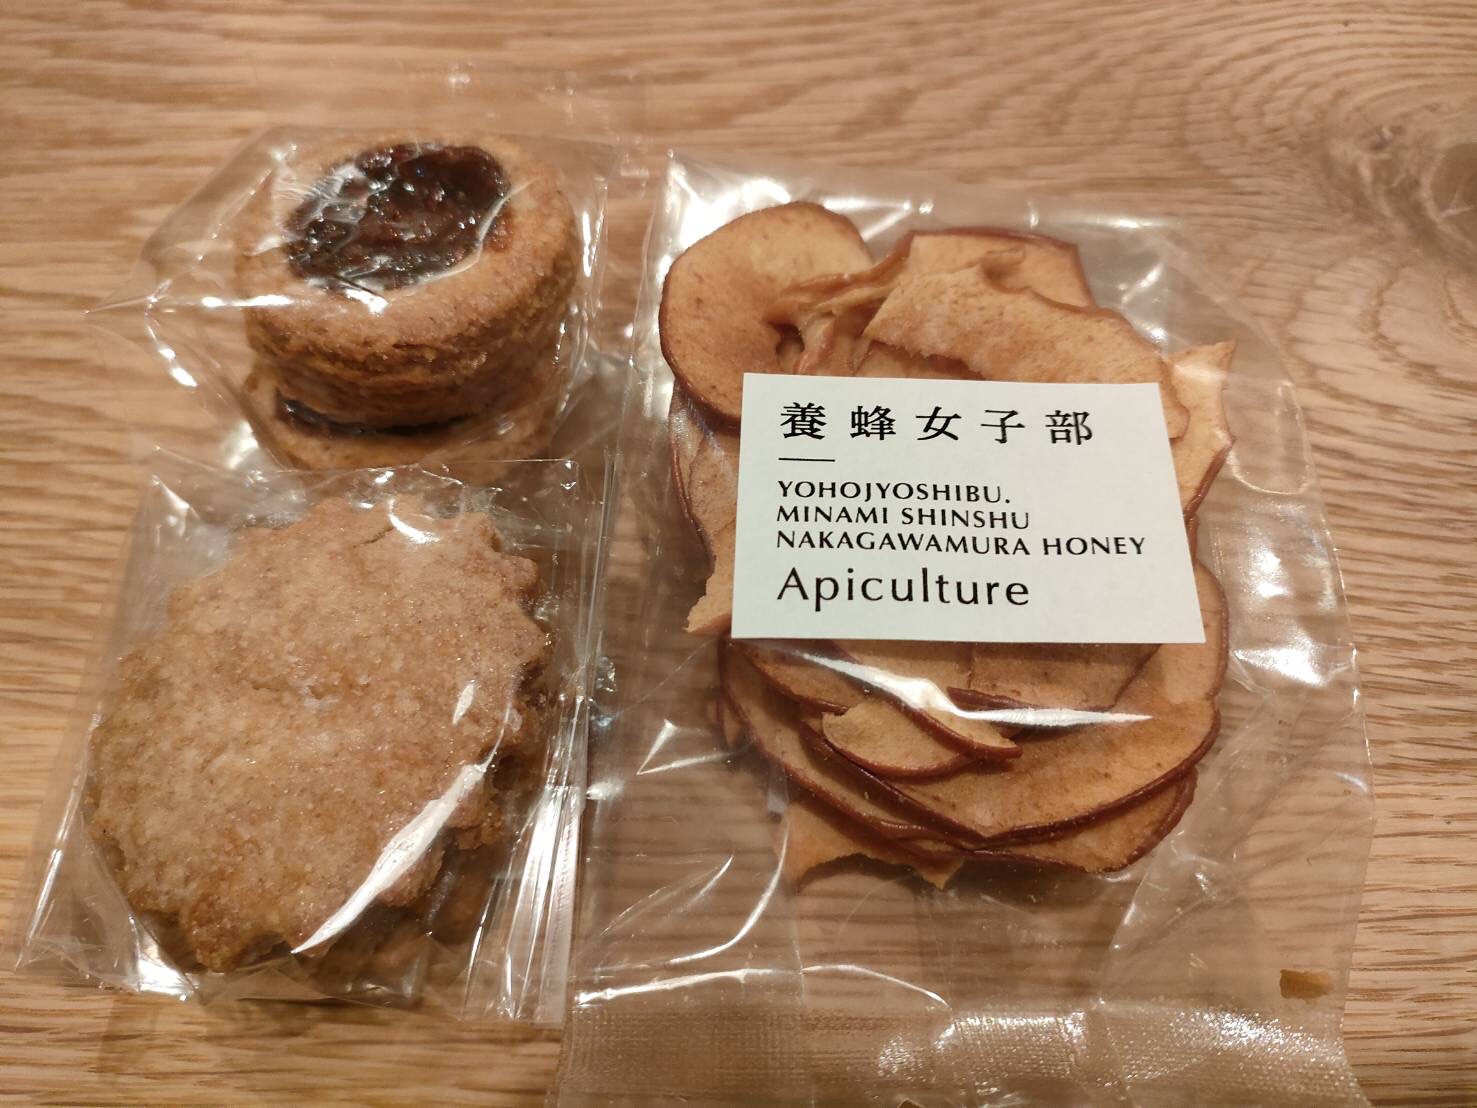 養蜂女子部
YOHOJYOSHIBU.
MINAMI SHINSHU
NAKAGAWAMURA HONEY
Apiculture